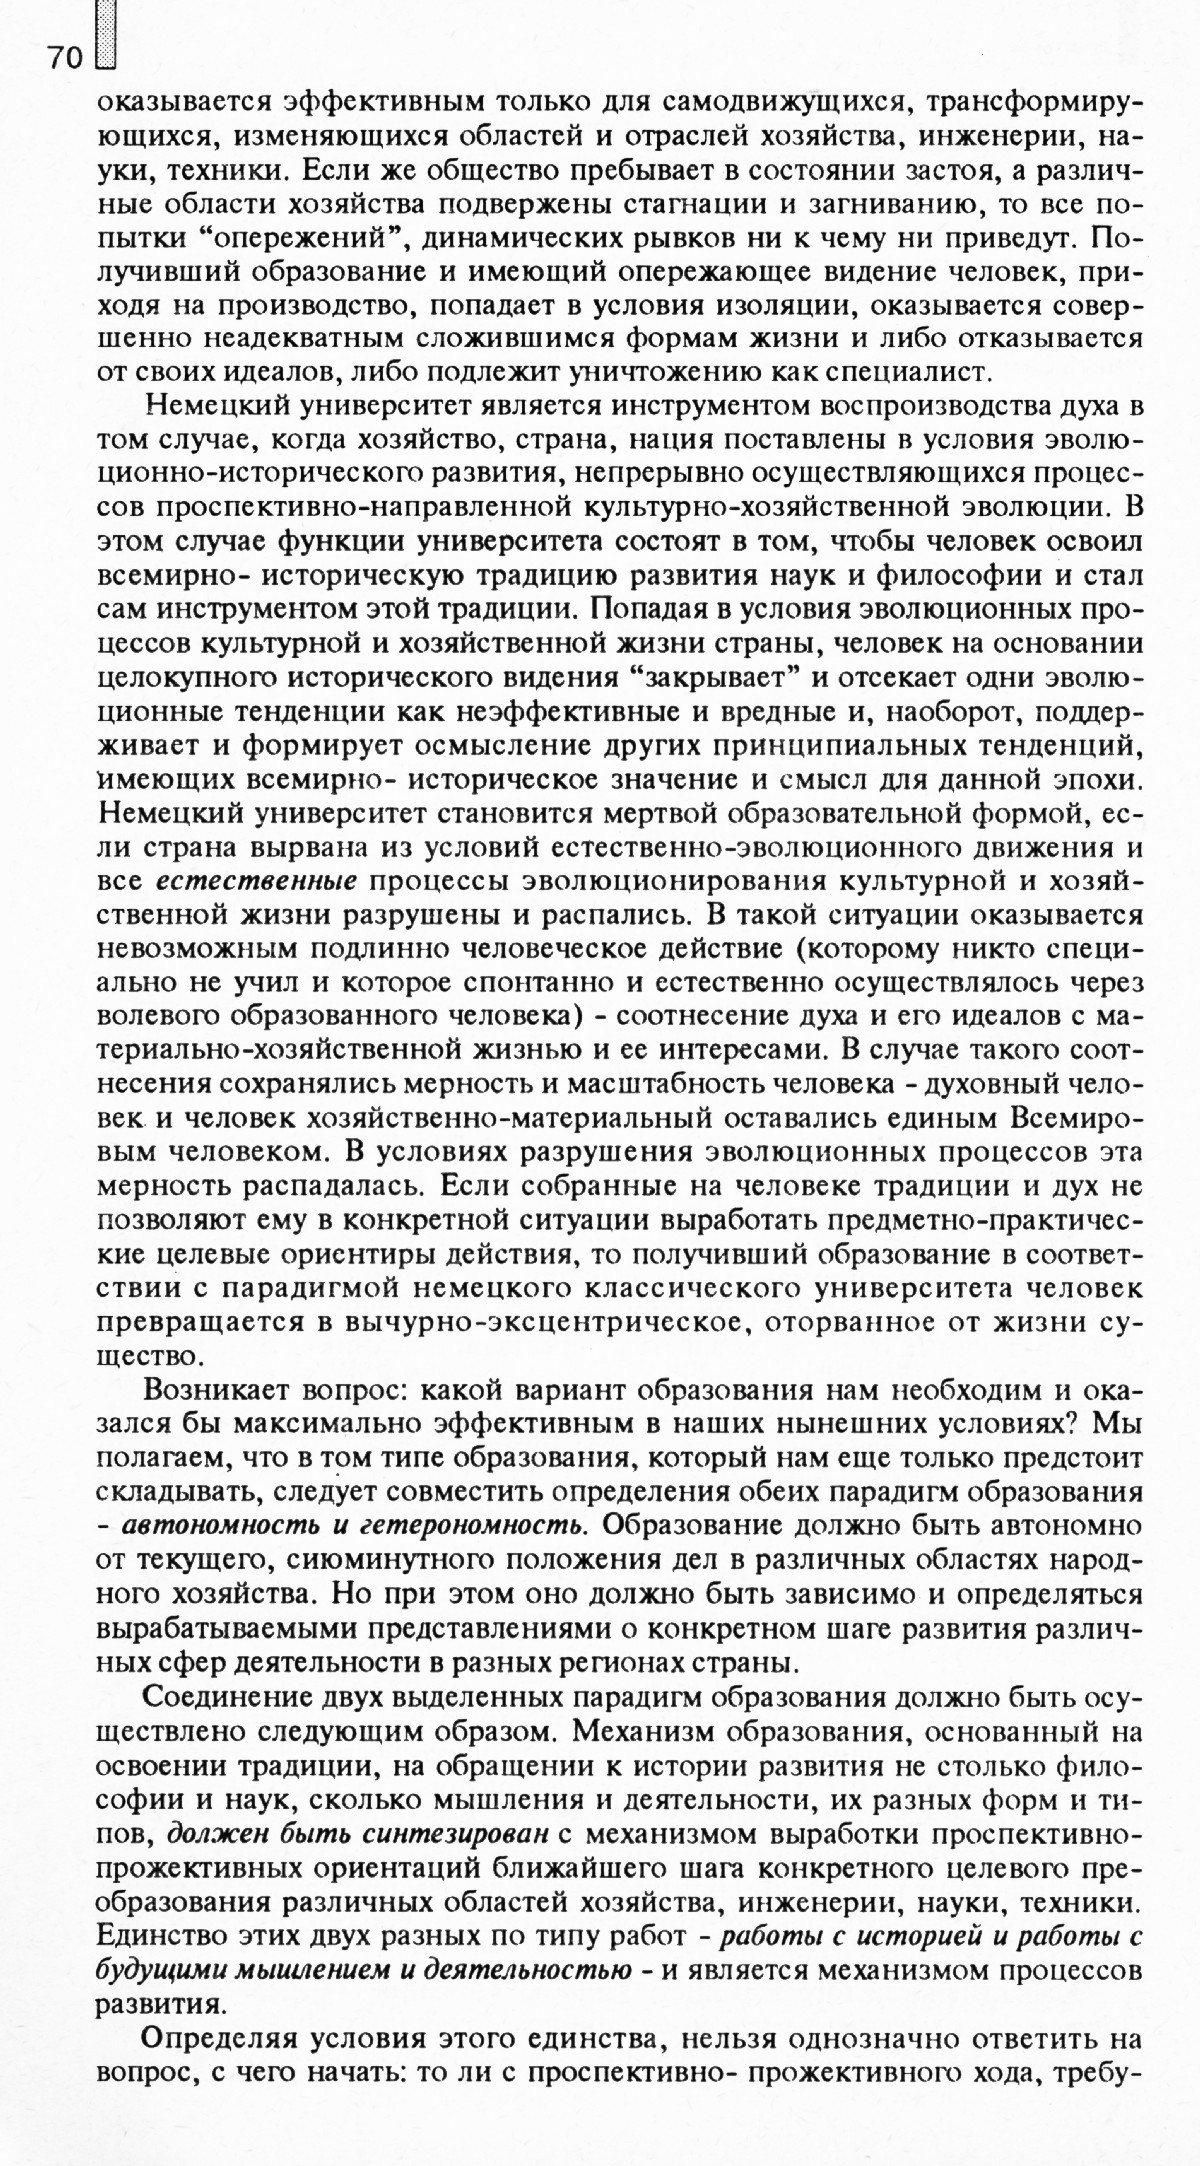 70
оказывается эффективным только для самодвижущихся, трансформиру-
ющихся, изменяющихся областей и отраслей хозяйства, инженерии, на-
уки, техники. Если же общество пребывает в состоянии застоя, а различ-
ные области хозяйства подвержены стагнации и загниванию, то все по-
пытки “опережений”, динамических рывков ни к чему ни приведут. По-
лучивший образование и имеющий опережающее видение человек, при-
ходя на производство, попадает в условия изоляции, оказывается совер-
шенно неадекватным сложившимся формам жизни и либо отказывается
от своих идеалов, либо подлежит уничтожению как специалист.
Немецкий университет является инструментом воспроизводства духа в
том случае, когда хозяйство, страна, нация поставлены в условия эволю-
ционно-исторического развития, непрерывно осуществляющихся процес-
сов проспективно-направленной культурно-хозяйственной эволюции. В
этом случае функции университета состоят в том, чтобы человек освоил
всемирно- историческую традицию развития наук и философии и стал
сам инструментом этой традиции. Попадая в условия эволюционных про-
цессов культурной и хозяйственной жизни страны, человек на основании
целокупного исторического видения “закрывает” и отсекает одни эволю-
ционные тенденции как неэффективные и вредные и, наоборот, поддер-
живает и формирует осмысление других принципиальных тенденций,
имеющих всемирно- историческое значение и смысл для данной эпохи.
Немецкий университет становится мертвой образовательной формой, ес-
ли страна вырвана из условий естественно-эволюционного движения и
все естественные процессы эволюционирования культурной и хозяй-
ственной жизни разрушены и распались. В такой ситуации оказывается
невозможным подлинно человеческое действие (которому никто специ-
ально не учил и которое спонтанно и естественно осуществлялось через
волевого образованного человека) - соотнесение духа и его идеалов с ма-
териально-хозяйственной жизнью и ее интересами. В случае такого соот-
несения сохранялись мерность и масштабность человека - духовный чело-
век и человек хозяйственно-материальный оставались единым Всемиро-
вым человеком. В условиях разрушения эволюционных процессов эта
мерность распадалась. Если собранные на человеке традиции и дух не
позволяют ему в конкретной ситуации выработать предметно-практичес-
кие целевые ориентиры действия, то получивший образование в соответ-
ствии с парадигмой немецкого классического университета человек
превращается в вычурно-эксцентрическое, оторванное от жизни су-
щество.
Возникает вопрос: какой вариант образования нам необходим и ока-
зался бы максимально эффективным в наших нынешних условиях? Мы
полагаем, что в том типе образования, который нам еще только предстоит
складывать, следует совместить определения обеих парадигм образования
- автономность и гетерономность. Образование должно быть автономно
от текущего, сиюминутного положения дел в различных областях народ-
ного хозяйства. Но при этом оно должно быть зависимо и определяться
вырабатываемыми представлениями о конкретном шаге развития различ-
ных сфер деятельности в разных регионах страны.
Соединение двух выделенных парадигм образования должно быть осу-
ществлено следующим образом. Механизм образования, основанный на
освоении традиции, на обращении к истории развития не столько фило-
софии и наук, сколько мышления и деятельности, их разных форм и ти-
пов, должен быть синтезирован с механизмом выработки проспективно-
прожективных ориентаций ближайшего шага конкретного целевого пре-
образования различных областей хозяйства, инженерии, науки, техники.
Единство этих двух разных по типу работ - работы с историей и работы с
будущими мышлением и деятельностью - и является механизмом процессов
развития.
Определяя условия этого единства, нельзя однозначно ответить на
вопрос, с чего начать: то ли с проспективно- прожективного хода, требу-